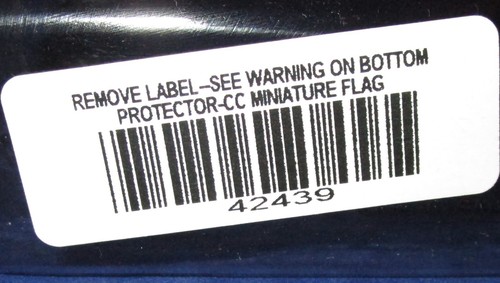 REMOVE LABEL-SEE WARNING ON BOTTOM
PROTECTOR-CC MINIATURE FLAG
42439